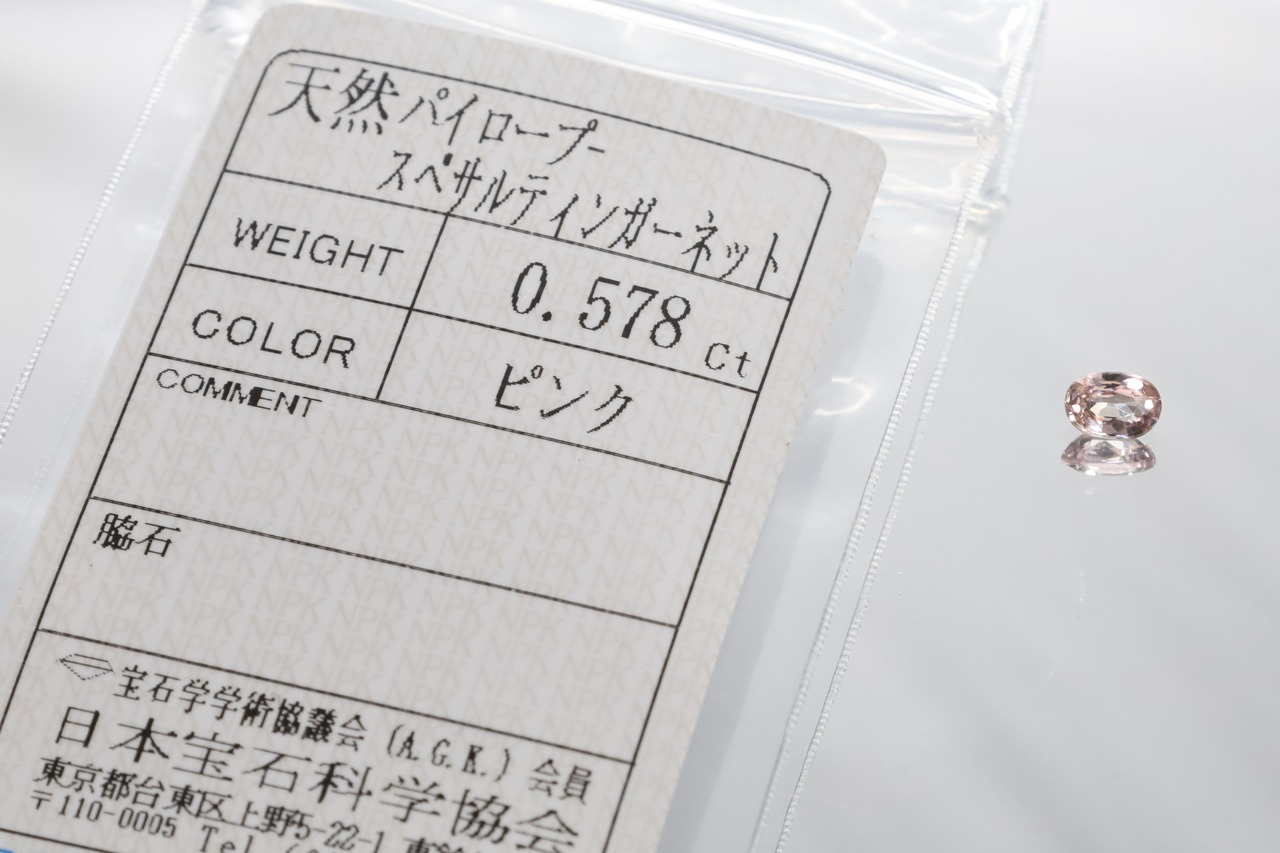 天然パイロープ-
スペサルティンガーネット
WEIGHT 0.578 Ct
COLOR ピンク
COMMENT
脇石
宝石学学術協議会 (A.G.K.) 会員
日本宝石科学協会
東京都台東区上野5-22-1
〒110-0005 Tel